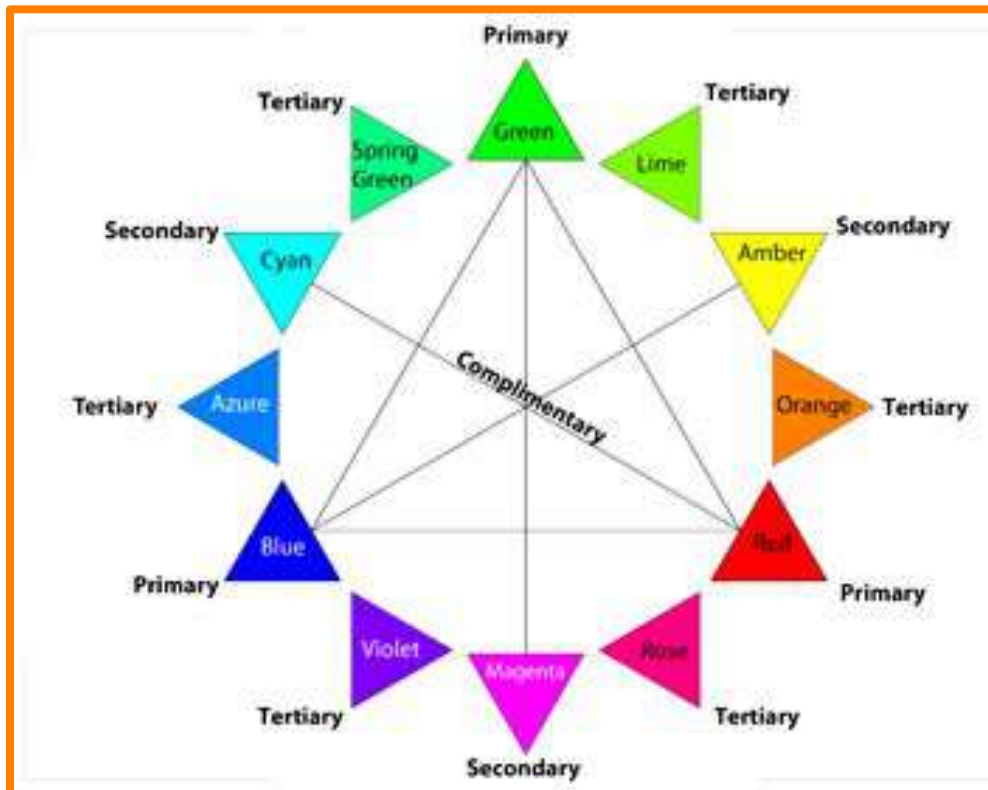 Primary
Tertiary
Tertiary
Green
Spring
Green
Lime
Secondary
Secondary
Cyan
Amber
Complimentary
Tertiary
Azure
Orange
Tertiary
Blue
Red
Primary
Primary
Violet
Rose
Magenta
Tertiary
Tertiary
Secondary